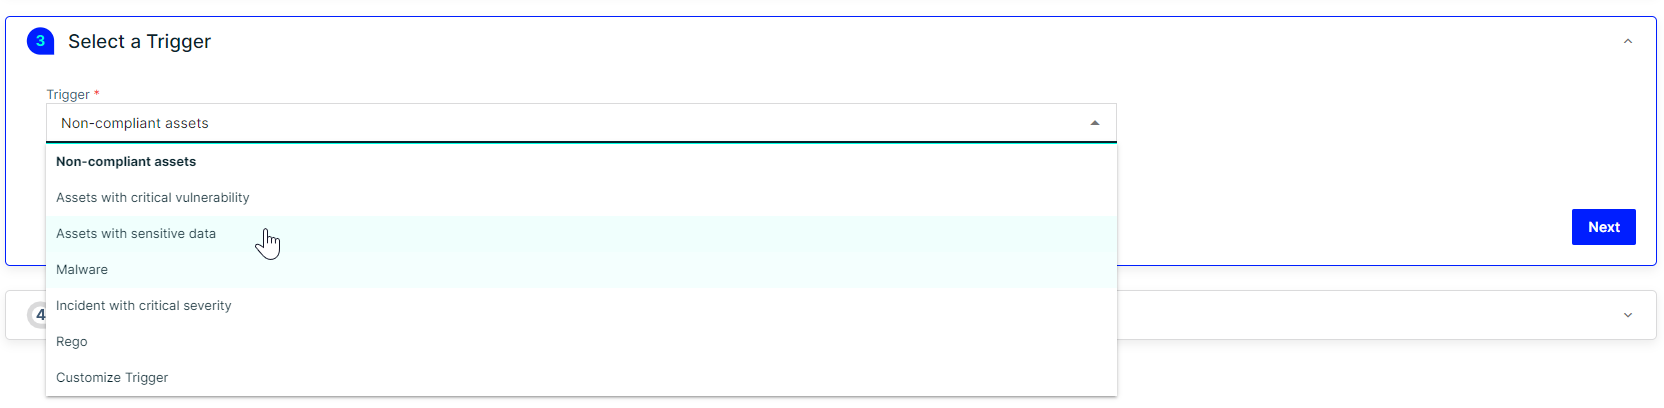 3 Select a Trigger
Trigger *
Non-compliant assets
Non-compliant assets
Assets with critical vulnerability
Assets with sensitive data
Next
Malware
Incident with critical severity
4
Rego
Customize Trigger